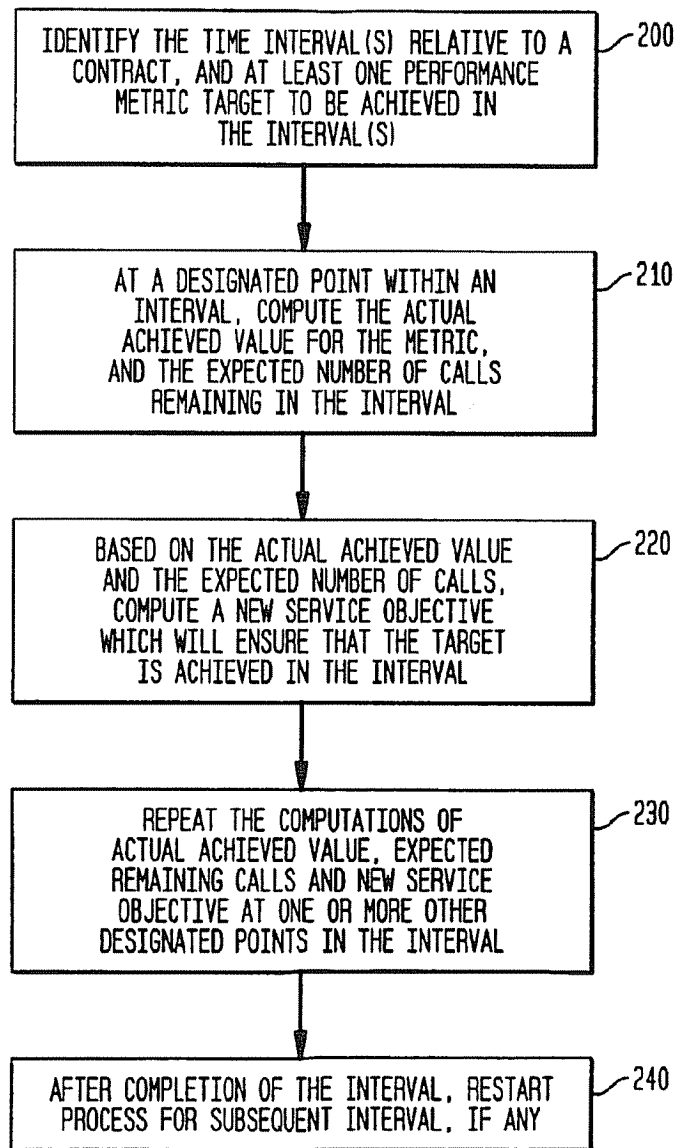 IDENTIFY THE TIME INTERVAL(S) RELATIVE TO A
CONTRACT, AND AT LEAST ONE PERFORMANCE
METRIC TARGET TO BE ACHIEVED IN
THE INTERVAL(S)
200
AT A DESIGNATED POINT WITHIN AN
INTERVAL, COMPUTE THE ACTUAL
ACHIEVED VALUE FOR THE METRIC,
AND THE EXPECTED NUMBER OF CALLS
REMAINING IN THE INTERVAL
210
BASED ON THE ACTUAL ACHIEVED VALUE
AND THE EXPECTED NUMBER OF CALLS,
COMPUTE A NEW SERVICE OBJECTIVE
WHICH WILL ENSURE THAT THE TARGET
IS ACHIEVED IN THE INTERVAL
220
REPEAT THE COMPUTATIONS OF
ACTUAL ACHIEVED VALUE, EXPECTED
REMAINING CALLS AND NEW SERVICE
OBJECTIVE AT ONE OR MORE OTHER
DESIGNATED POINTS IN THE INTERVAL
230
AFTER COMPLETION OF THE INTERVAL, RESTART
PROCESS FOR SUBSEQUENT INTERVAL, IF ANY
240